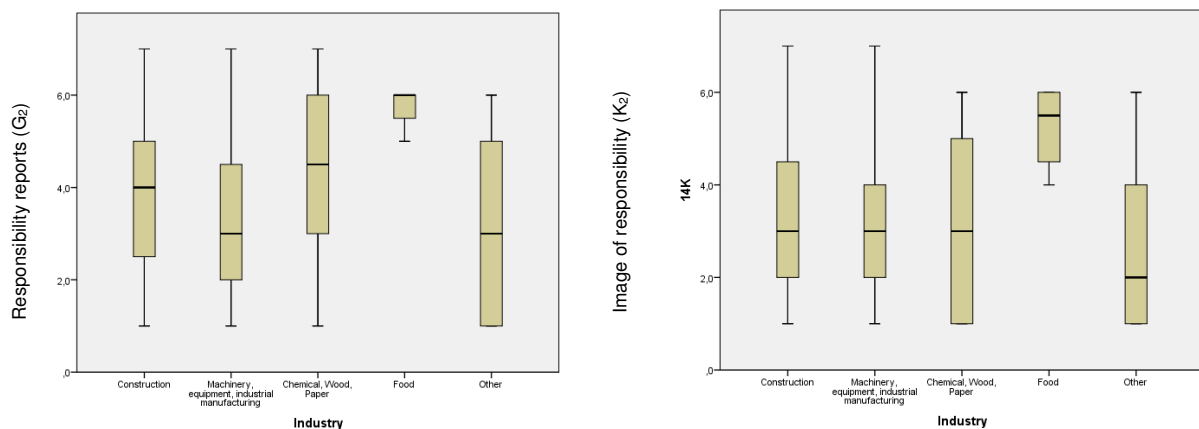 Responsibility reports (G2)
6,0
4,0
2,0
,0
Construction
Machinery,
equipment, industrial
manufacturing
Chemical, Wood,
Paper
Food
Other
Industry
Image of responsibility (K2)
14K
6,0
4,0
2,0
,0
Construction
Machinery,
equipment, industrial
manufacturing
Chemical, Wood,
Paper
Food
Other
Industry